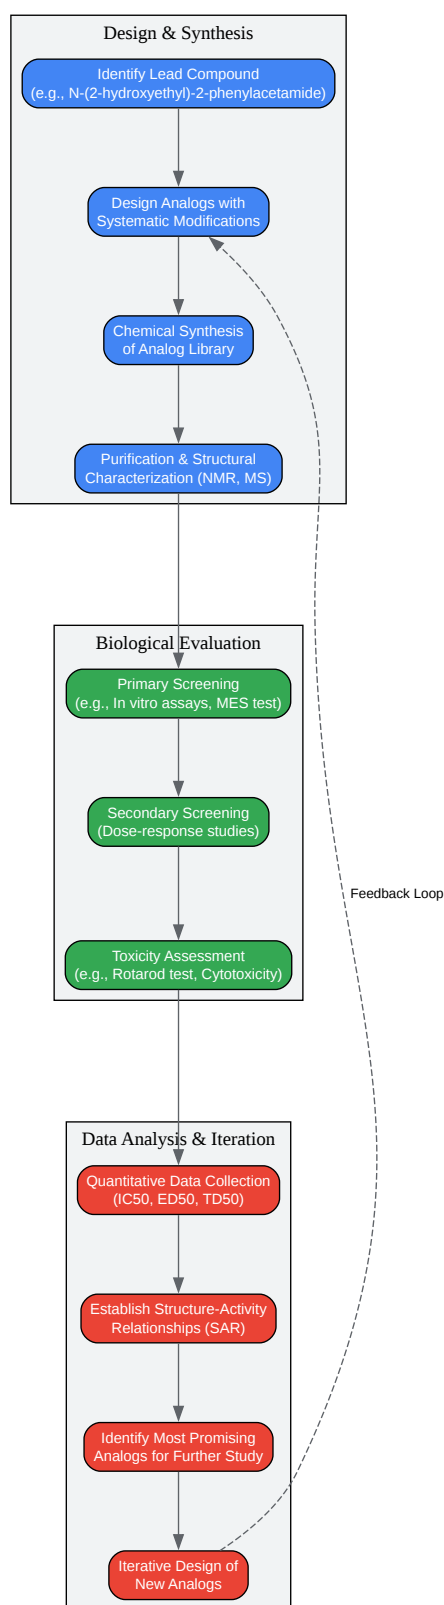 Design & Synthesis
Identify Lead Compound
(e.g., N-(2-hydroxyethyl)-2-phenylacetamide)
Design Analogs with
Systematic Modifications
Chemical Synthesis
of Analog Library
Purification & Structural
Characterization (NMR, MS)
Biological Evaluation
Primary Screening
(e.g., In vitro assays, MES test)
Secondary Screening
(Dose-response studies)
Feedback Loop
Toxicity Assessment
(e.g., Rotarod test, Cytotoxicity)
Data Analysis & Iteration
Quantitative Data Collection
(IC50, ED50, TD50)
Establish Structure-Activity
Relationships (SAR)
Identify Most Promising
Analogs for Further Study
Iterative Design of
New Analogs